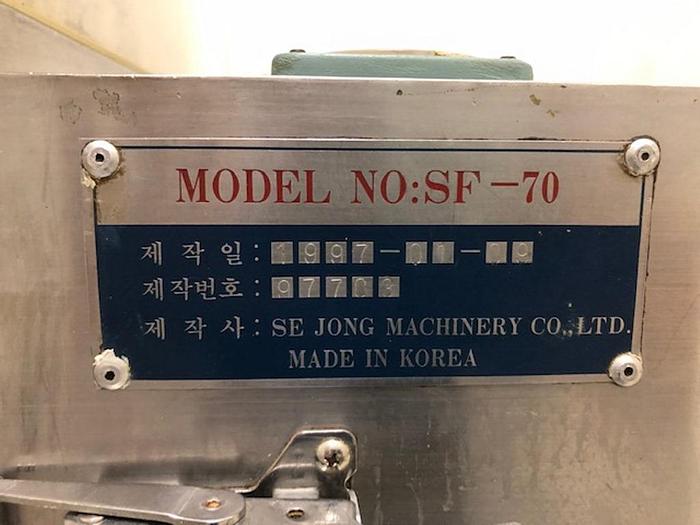 MODEL NO:SF-70
제 작 일 : 1997-01-09
제작번호 : 97703
제 작 사 : SE JONG MACHINERY CO.,LTD.
MADE IN KOREA